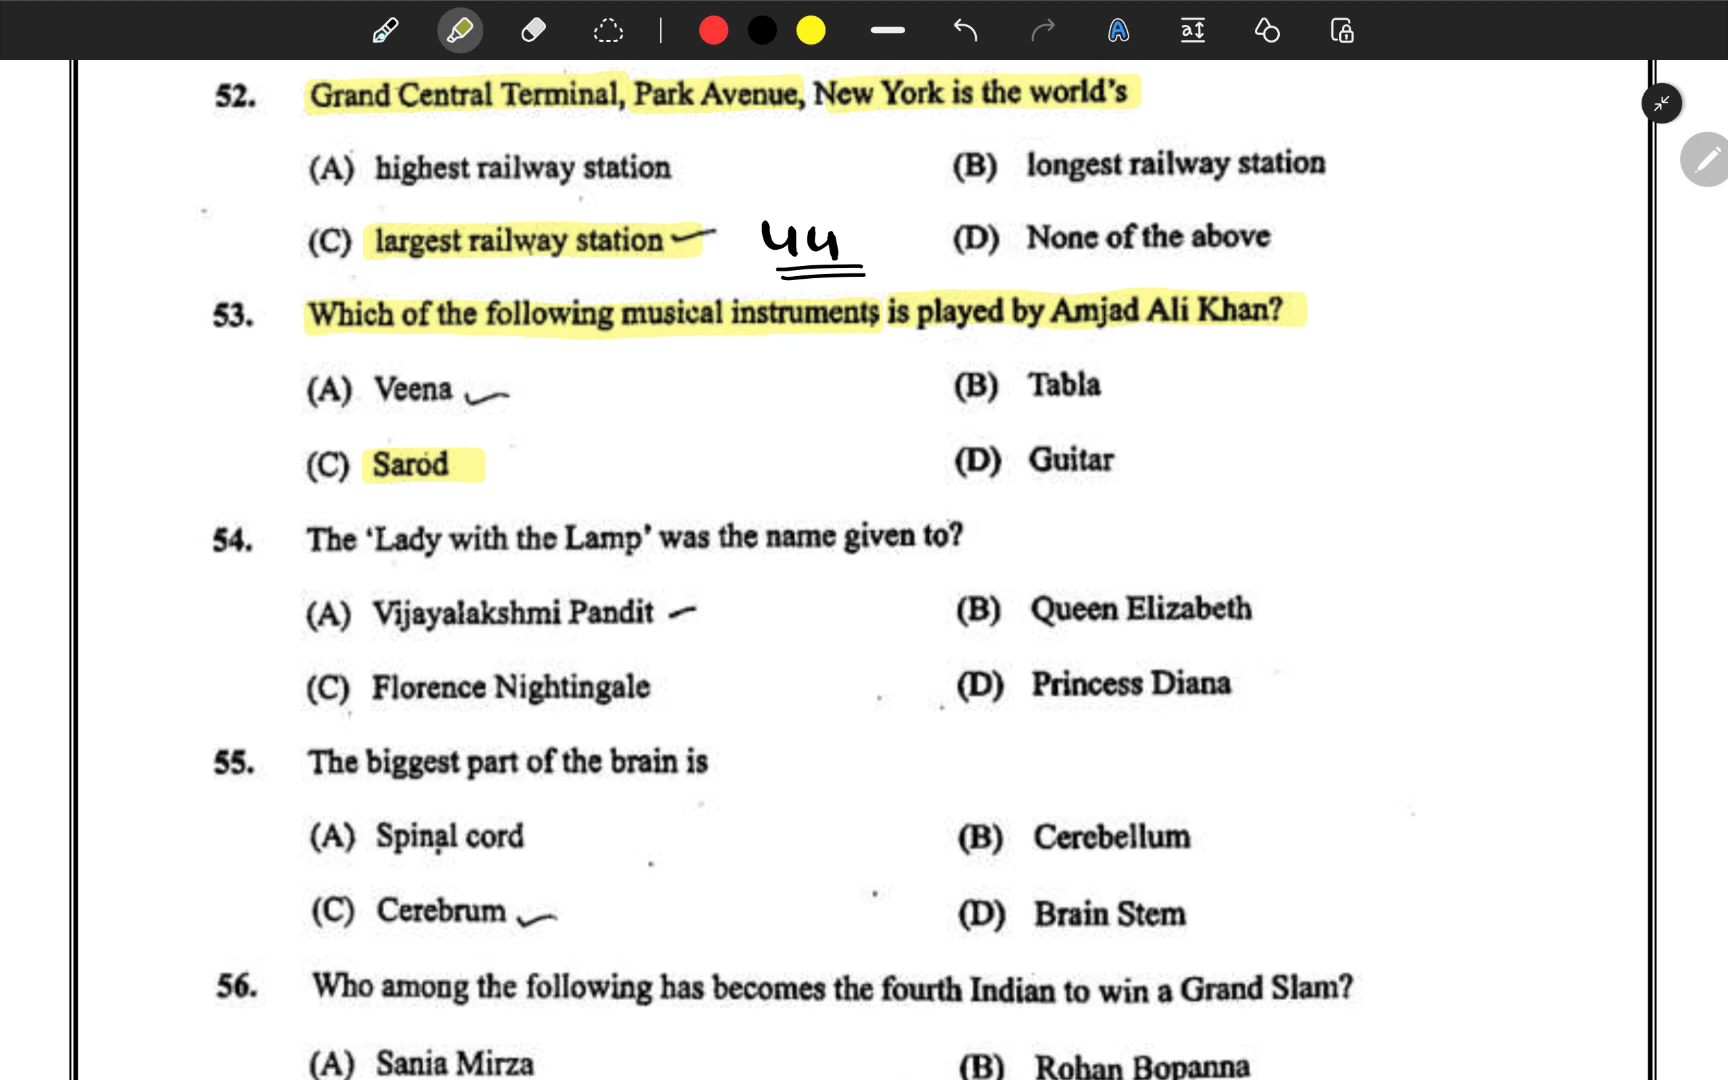 52. Grand Central Terminal, Park Avenue, New York is the world's
(A) highest railway station (B) longest railway station
(C) largest railway station 44 (D) None of the above
53. Which of the following musical instruments is played by Amjad Ali Khan?
(A) Veena (B) Tabla
(C) Sarod (D) Guitar
54. The 'Lady with the Lamp' was the name given to?
(A) Vijayalakshmi Pandit (B) Queen Elizabeth
(C) Florence Nightingale (D) Princess Diana
55. The biggest part of the brain is
(A) Spinal cord (B) Cerebellum
(C) Cerebrum (D) Brain Stem
56. Who among the following has becomes the fourth Indian to win a Grand Slam?
(A) Sania Mirza (B) Rohan Bopanna